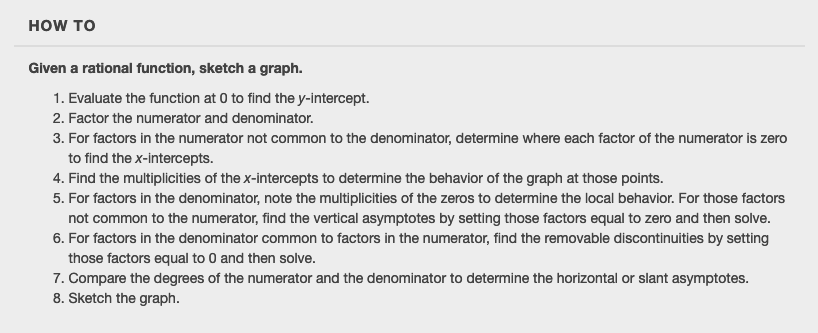 HOW TO
Given a rational function, sketch a graph.
1. Evaluate the function at 0 to find the y-intercept.
2. Factor the numerator and denominator.
3. For factors in the numerator not common to the denominator, determine where each factor of the numerator is zero
to find the x-intercepts.
4. Find the multiplicities of the x-intercepts to determine the behavior of the graph at those points.
5. For factors in the denominator, note the multiplicities of the zeros to determine the local behavior. For those factors
not common to the numerator, find the vertical asymptotes by setting those factors equal to zero and then solve.
6. For factors in the denominator common to factors in the numerator, find the removable discontinuities by setting
those factors equal to 0 and then solve.
7. Compare the degrees of the numerator and the denominator to determine the horizontal or slant asymptotes.
8. Sketch the graph.